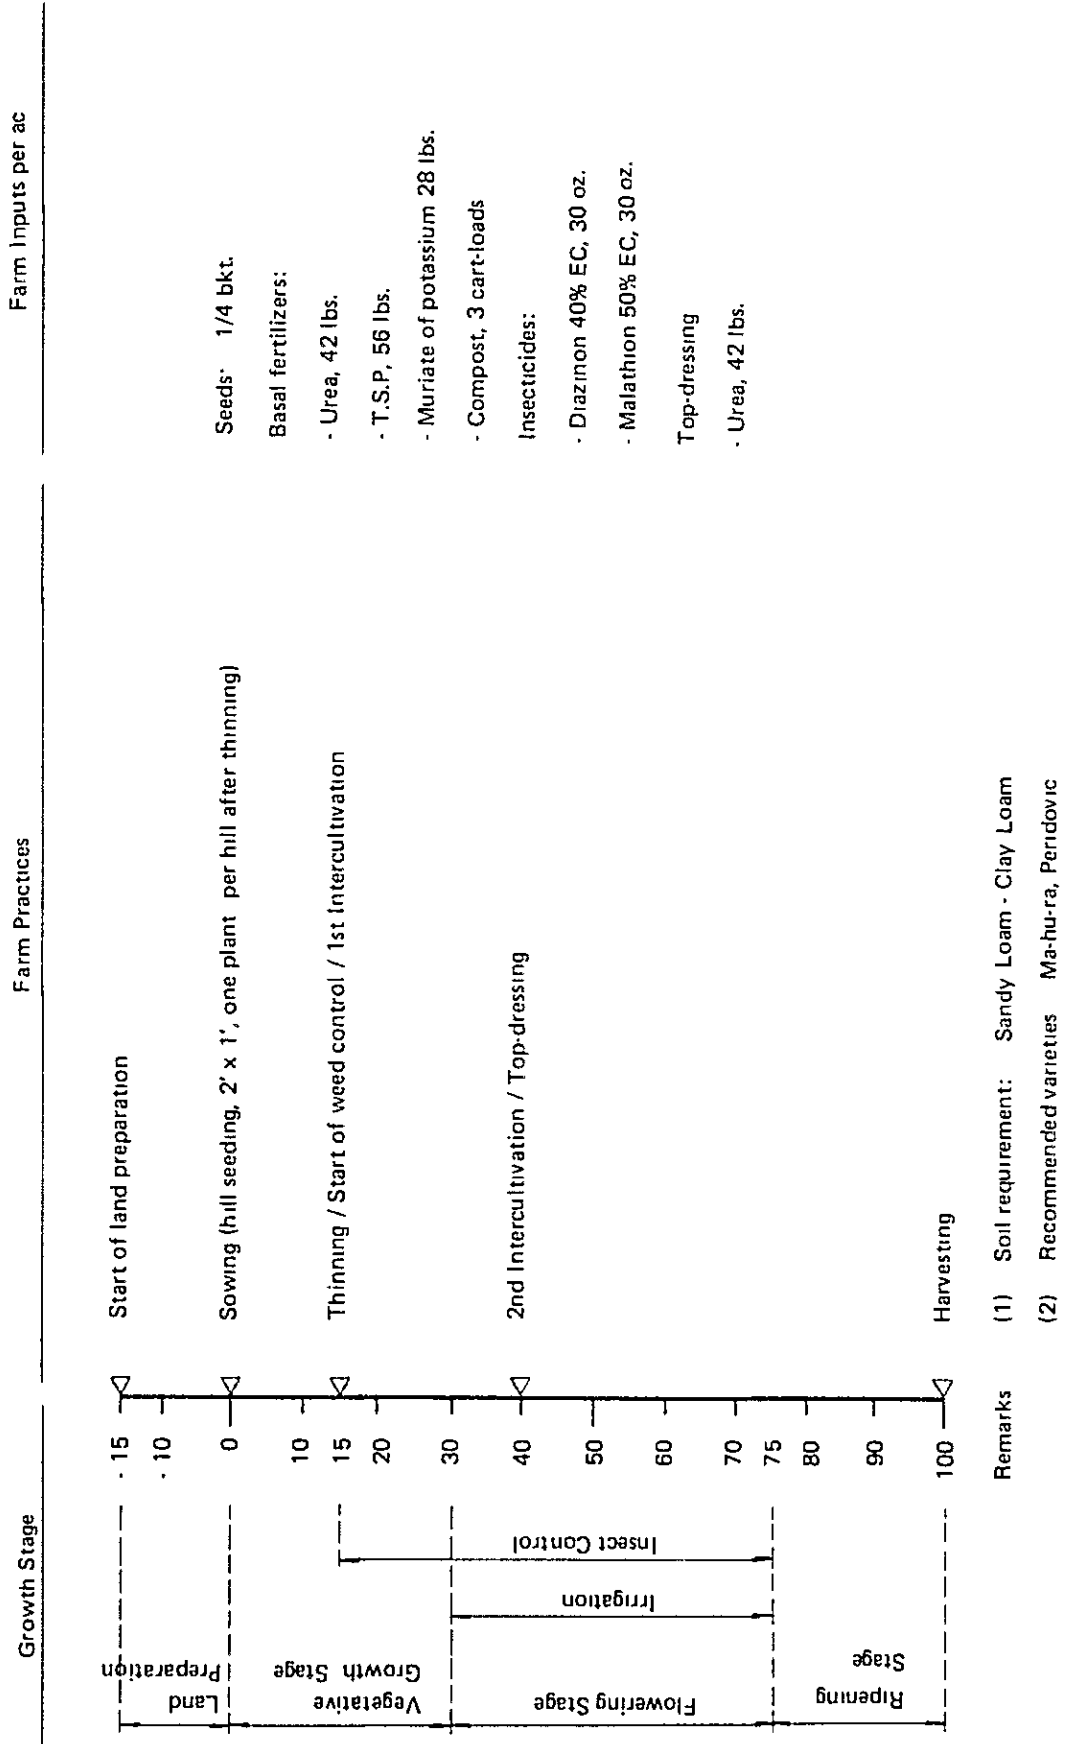 Growth Stage
Farm Practices
Farm Inputs per ac
Land
Preparation
Vegetative
Growth Stage
Flowering Stage
Ripening
Stage
Irrigation
Insect Control
- 15
- 10
0
10
15
20
30
40
50
60
70
75
80
90
100
Start of land preparation
Sowing (hill seeding, 2' x 1', one plant per hill after thinning)
Thinning / Start of weed control / 1st Intercultivation
2nd Intercultivation / Top-dressing
Harvesting
Seeds· 1/4 bkt.
Basal fertilizers:
- Urea, 42 lbs.
- T.S.P, 56 lbs.
- Muriate of potassium 28 lbs.
- Compost, 3 cart-loads
Insecticides:
- Diazinon 40% EC, 30 oz.
- Malathion 50% EC, 30 oz.
Top-dressing
- Urea, 42 lbs.
Remarks
(1) Soil requirement: Sandy Loam - Clay Loam
(2) Recommended varieties Ma-hu-ra, Peridovic